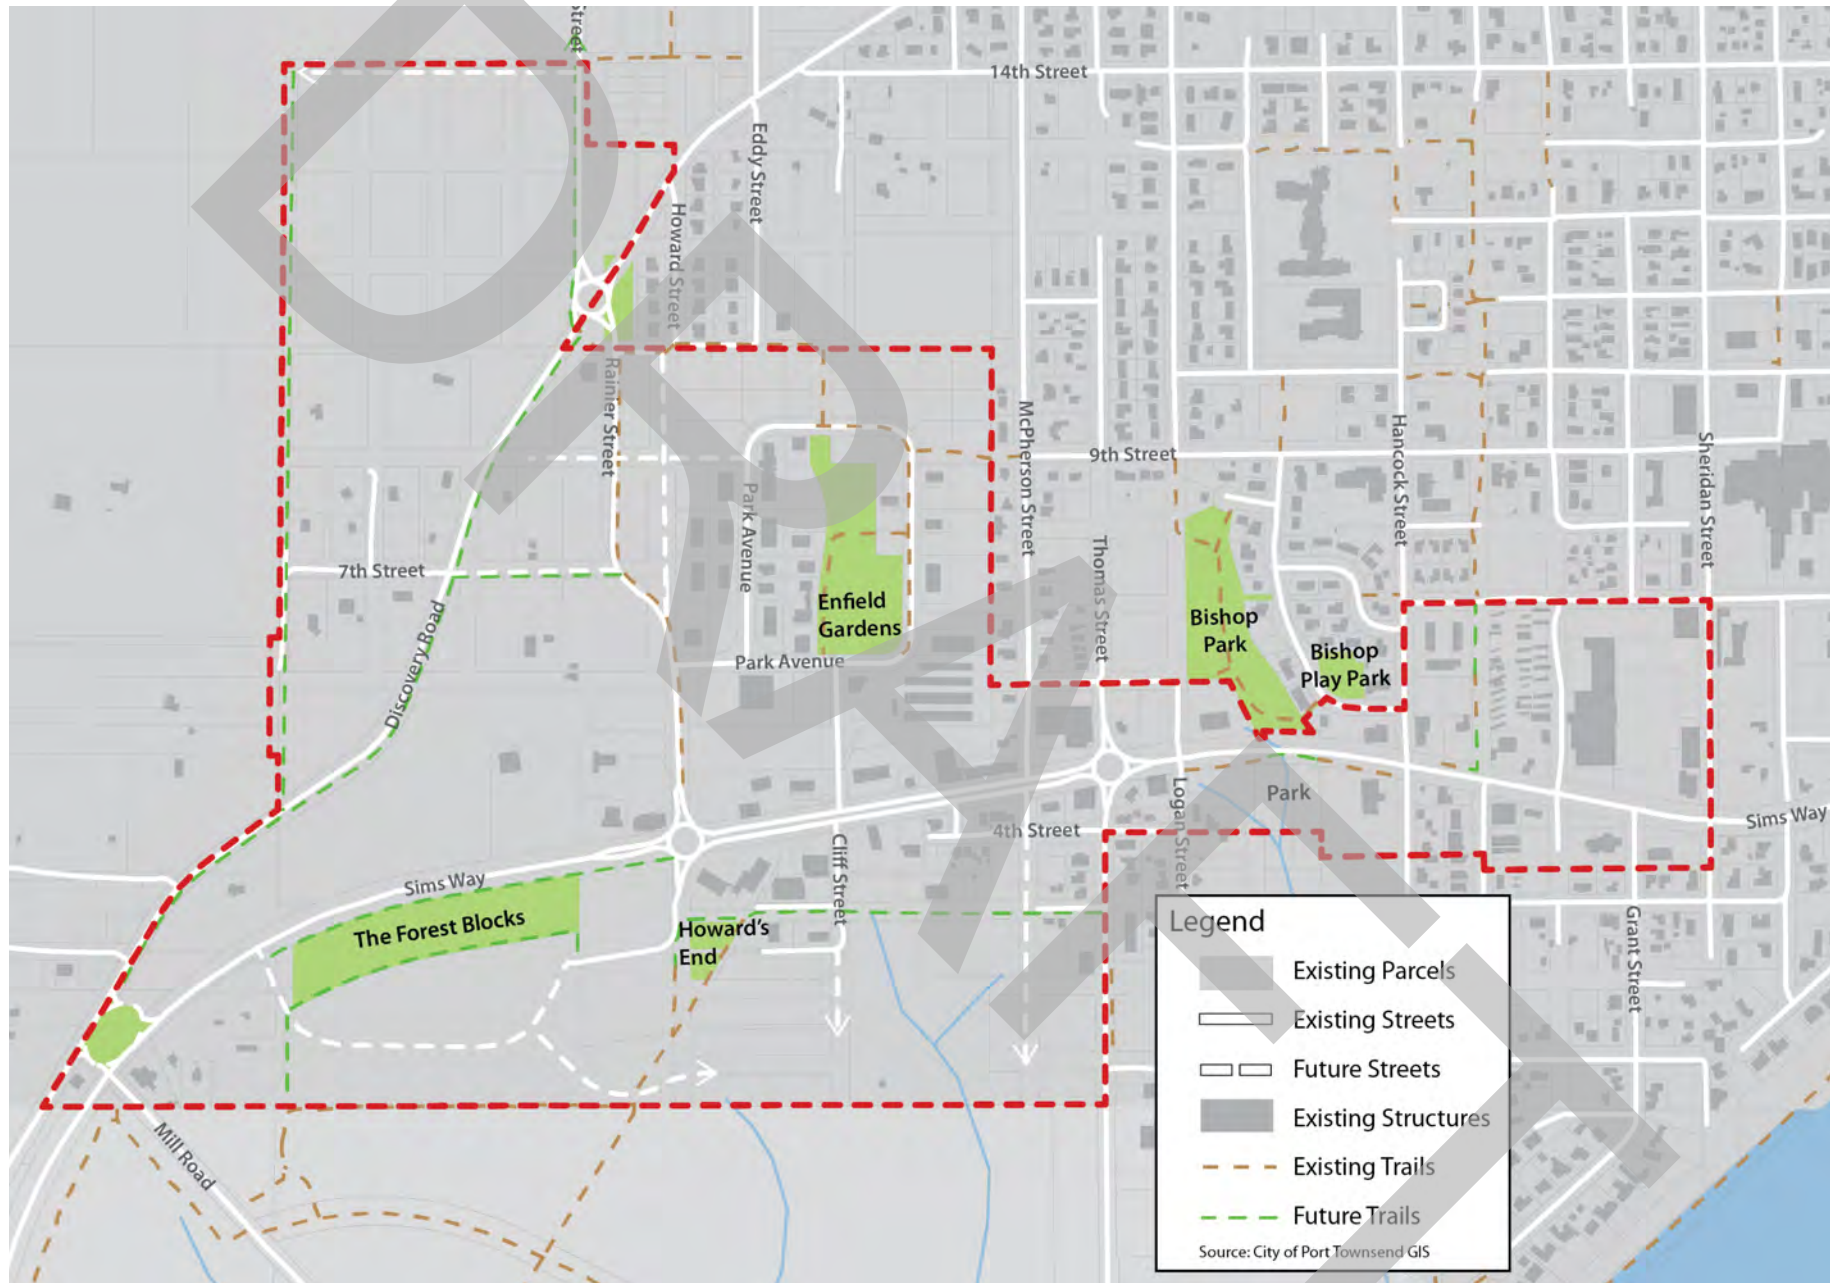 Street
14th Street
Eddy Street
Howard Street
Rainier Street
McPherson Street
9th Street
Hancock Street
Sheridan Street
Park Avenue
7th Street
Thomas Street
Enfield
Gardens
Bishop
Park
Bishop
Play Park
Park Avenue
Discovery Road
Logan Street
Park
Sims Way
4th Street
Cliff Street
Sims Way
The Forest Blocks
Howard's
End
Grant Street
Mill Road
Legend
Existing Parcels
Existing Streets
Future Streets
Existing Structures
Existing Trails
Future Trails
Source: City of Port Townsend GIS
DRAFT